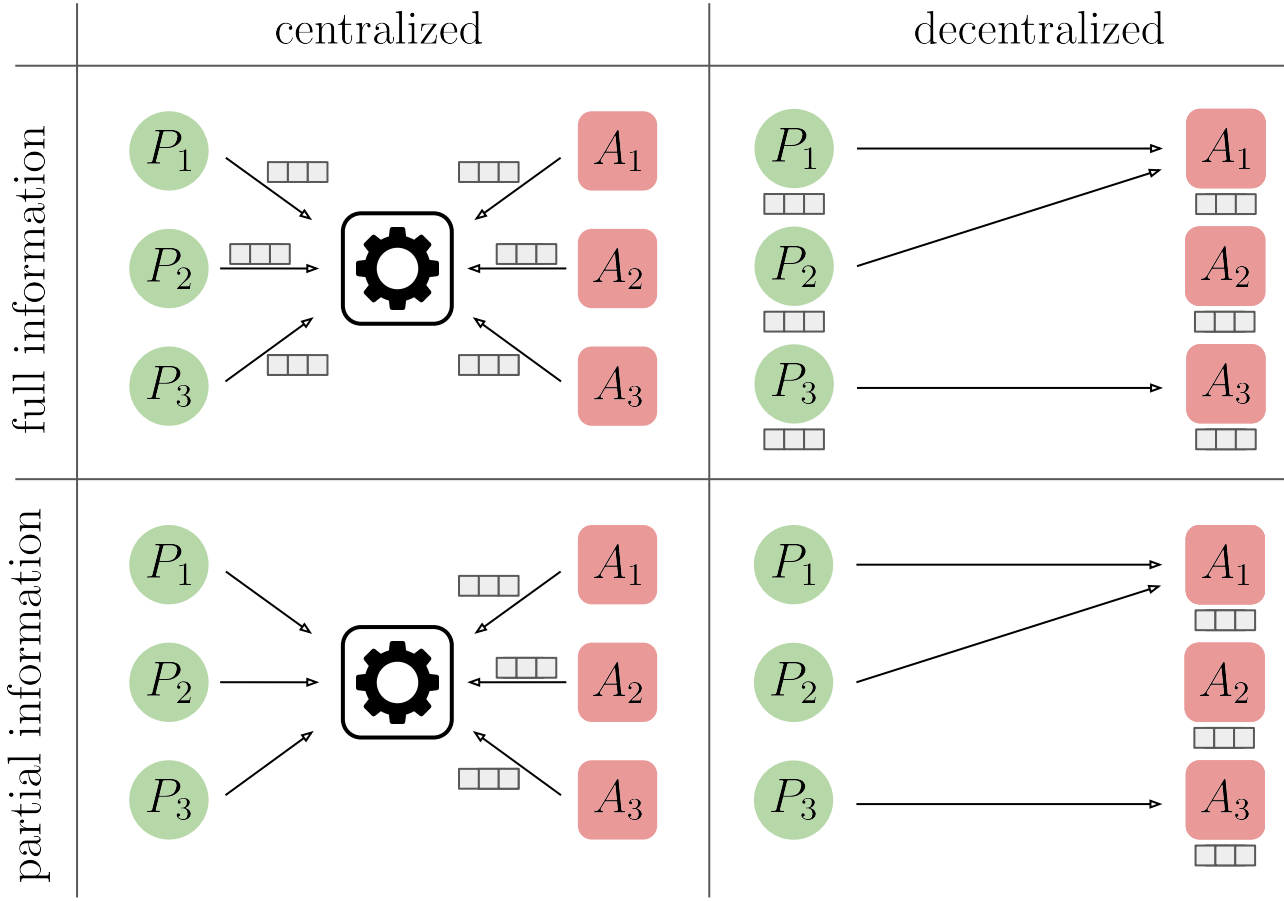 centralized
decentralized
full information
P₁
A₁
P₂
A₂
P₃
A₃
P₁
A₁
P₂
A₂
P₃
A₃
partial information
P₁
A₁
P₂
A₂
P₃
A₃
P₁
A₁
P₂
A₂
P₃
A₃